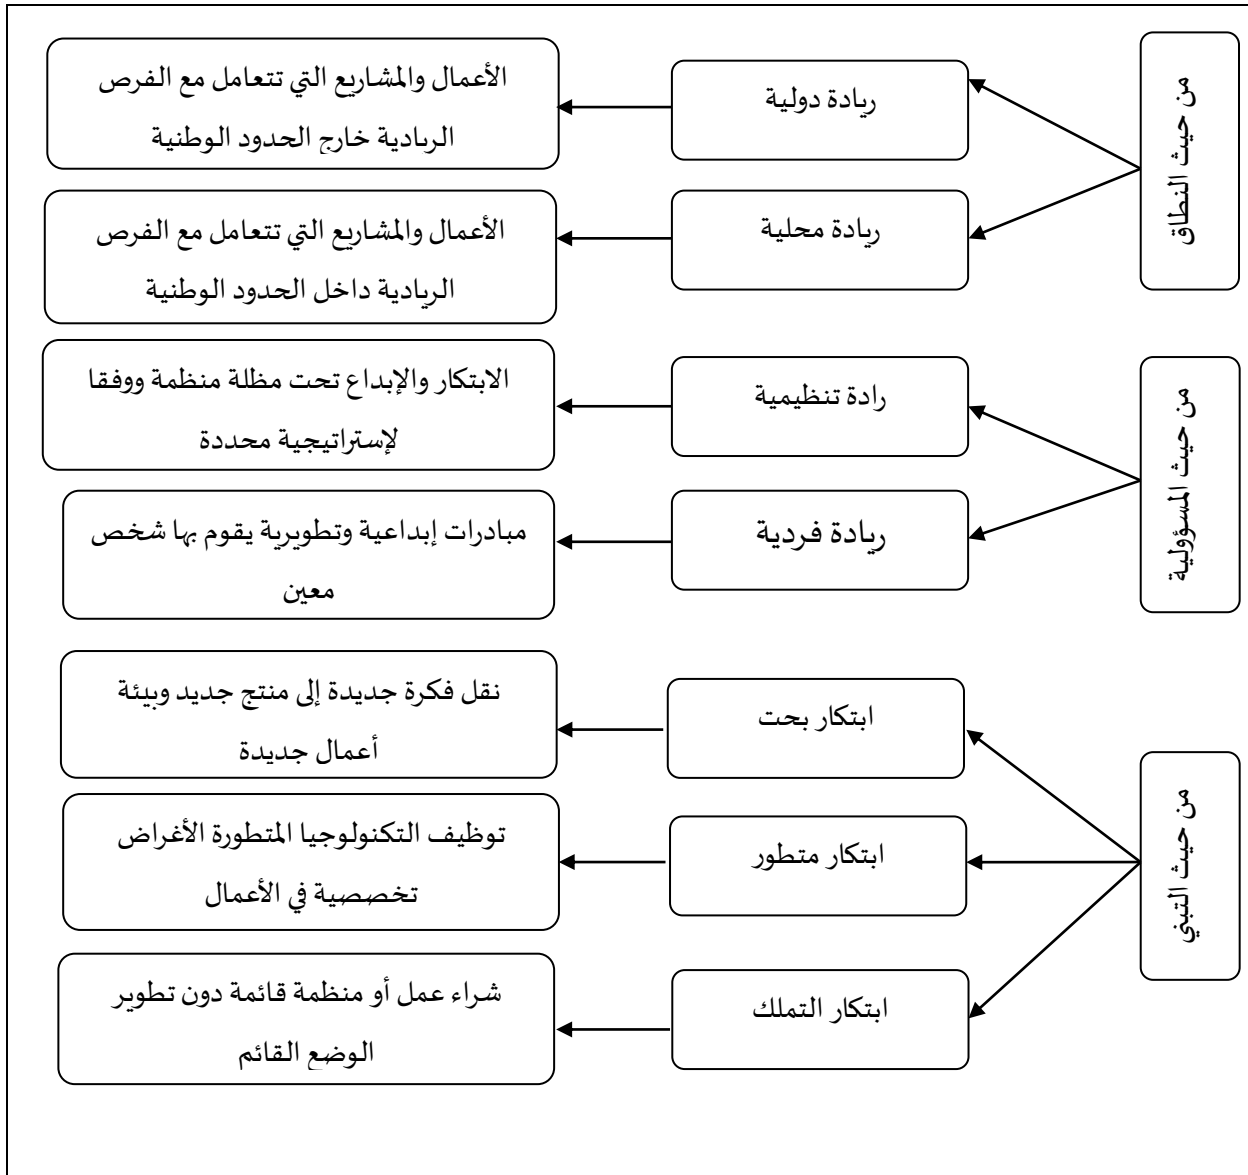 من حيث النطاق
ريادة دولية
الأعمال والمشاريع التي تتعامل مع الفرص
الريادية خارج الحدود الوطنية
ريادة محلية
الأعمال والمشاريع التي تتعامل مع الفرص
الريادية داخل الحدود الوطنية
من حيث المسؤولية
رادة تنظيمية
الابتكار والإبداع تحت مظلة منظمة ووفقا
لإستراتيجية محددة
ريادة فردية
مبادرات إبداعية وتطويرية يقوم بها شخص
معين
من حيث التبني
ابتكار بحت
نقل فكرة جديدة إلى منتج جديد وبيئة
أعمال جديدة
ابتكار متطور
توظيف التكنولوجيا المتطورة الأغراض
تخصصية في الأعمال
ابتكار التملك
شراء عمل أو منظمة قائمة دون تطوير
الوضع القائم